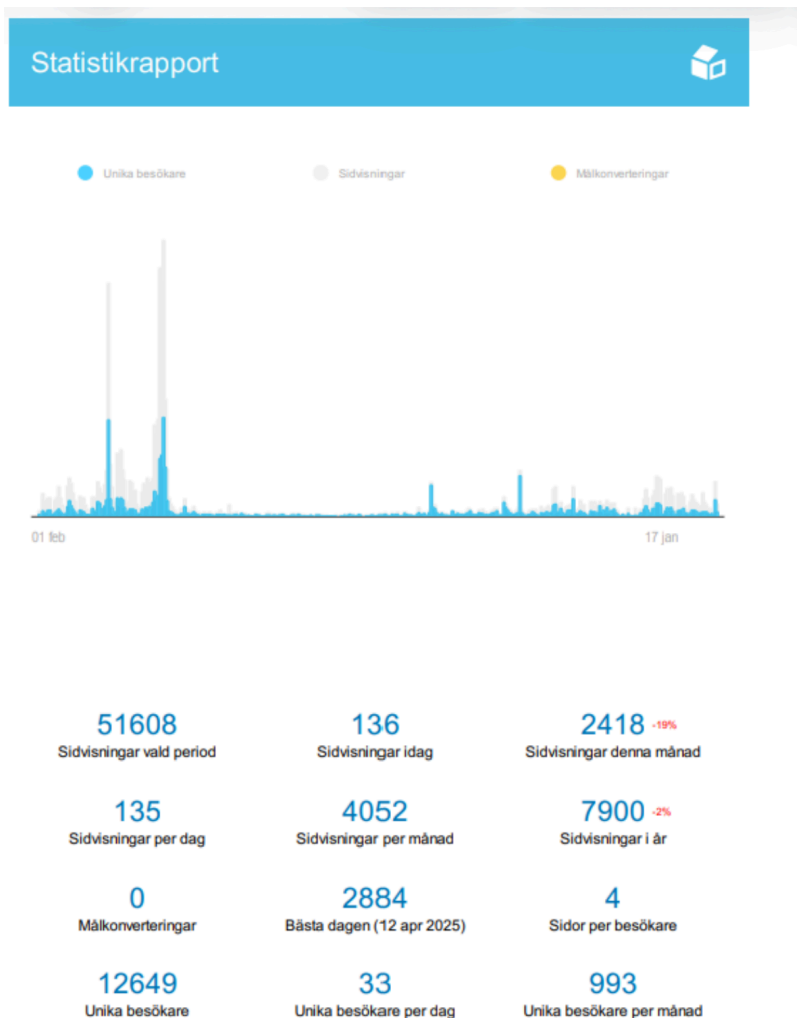 Statistikrapport
Unika besökare
Sidvisningar
Målkonverteringar
01 feb
17 jan
51608
136
2418 -19%
Sidvisningar vald period
Sidvisningar idag
Sidvisningar denna månad
135
4052
7900 -2%
Sidvisningar per dag
Sidvisningar per månad
Sidvisningar i år
0
2884
4
Målkonverteringar
Bästa dagen (12 apr 2025)
Sidor per besökare
12649
33
993
Unika besökare
Unika besökare per dag
Unika besökare per månad